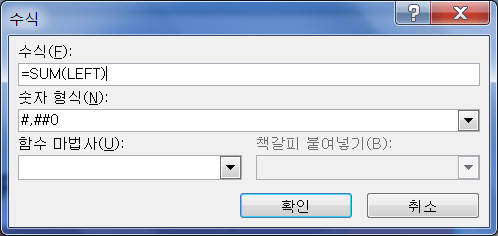 수식
수식(F):
=SUM(LEFT)
숫자 형식(N):
#,##0
함수 마법사(U): 책갈피 붙여넣기(B):
확인 취소